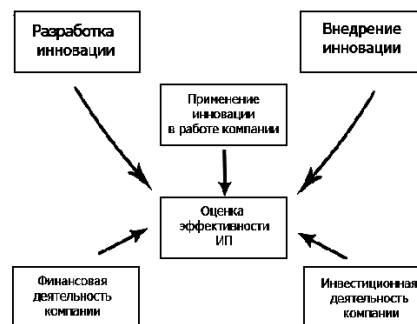 Разработка
инновации
Внедрение
инновации
Применение
инновации
в работе компании
Оценка
эффективности
ИП
Финансовая
деятельность
компании
Инвестиционная
деятельность
компании